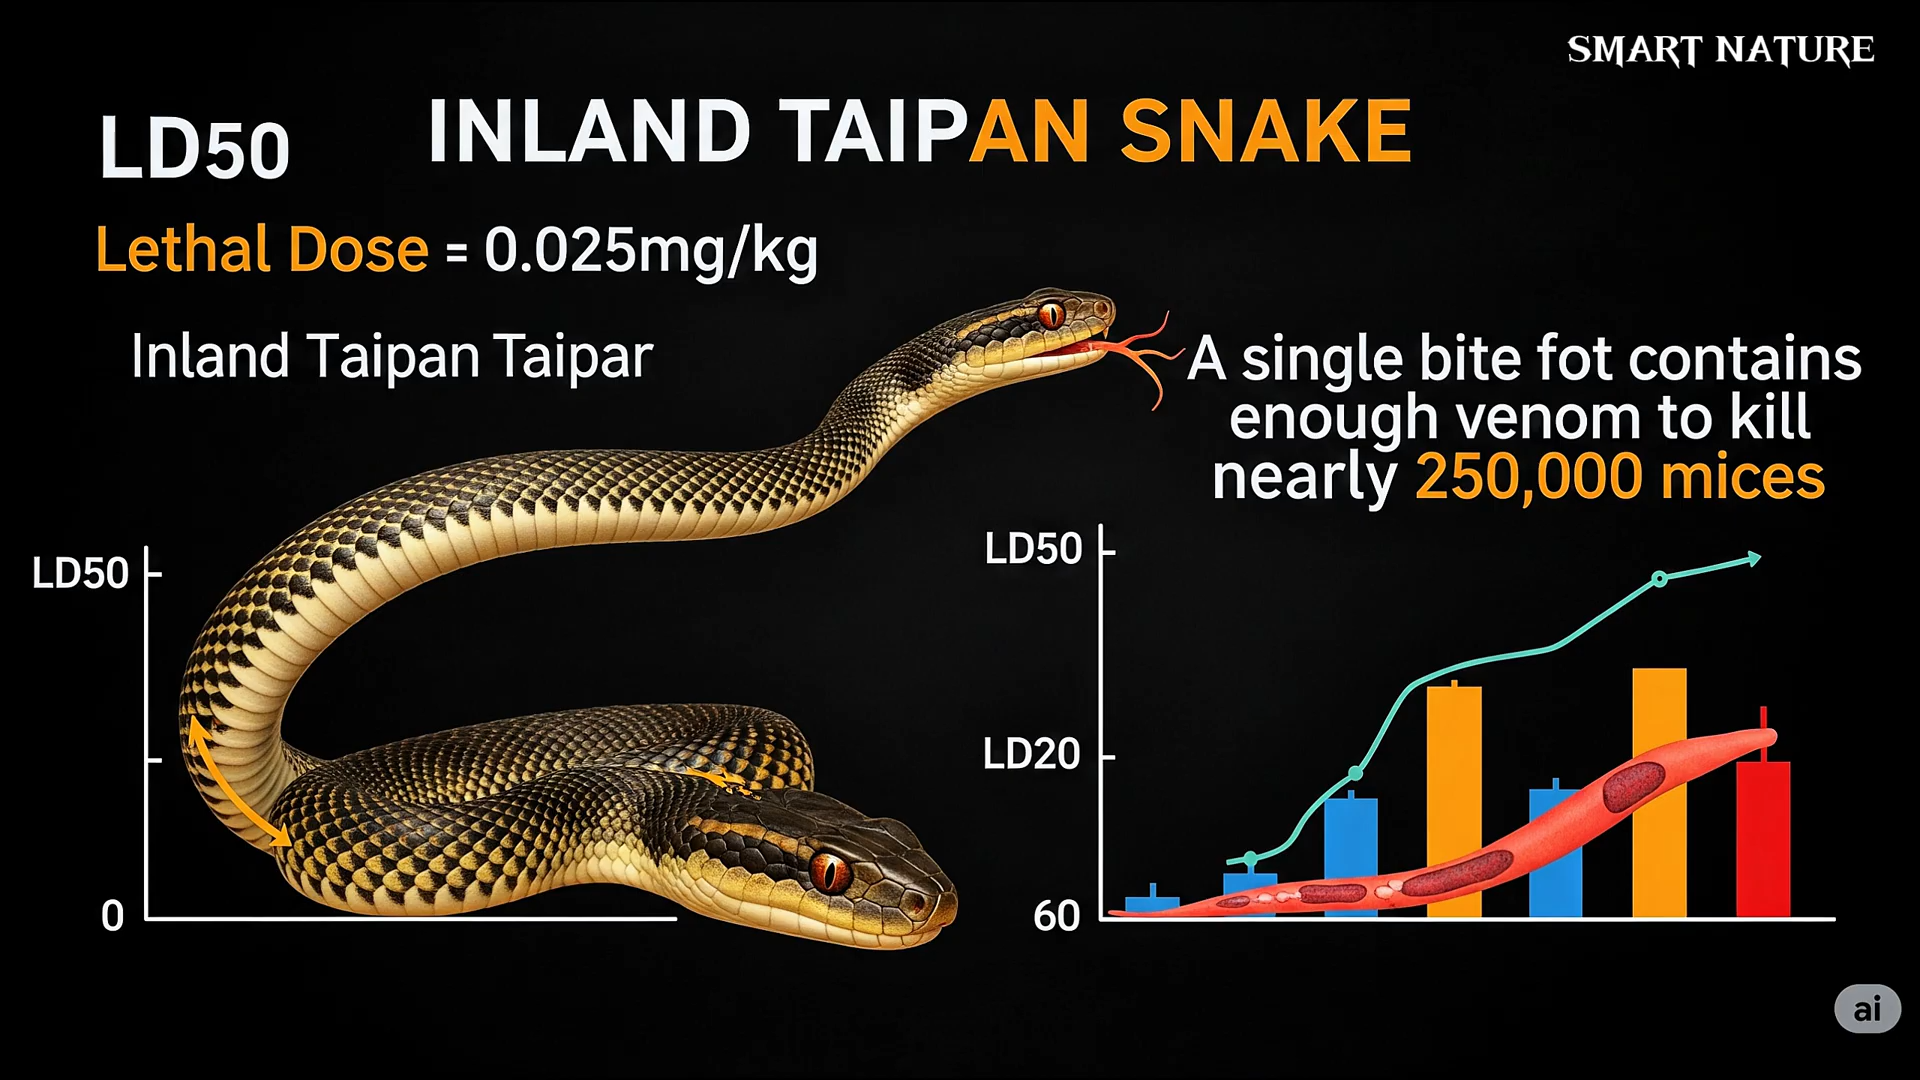 SMART NATURE
LD50
INLAND TAIPAN SNAKE
Lethal Dose = 0.025mg/kg
Inland Taipan Taipar
A single bite fot contains
enough venom to kill
nearly 250,000 mices
LD50
0
LD50
LD20
60
ai